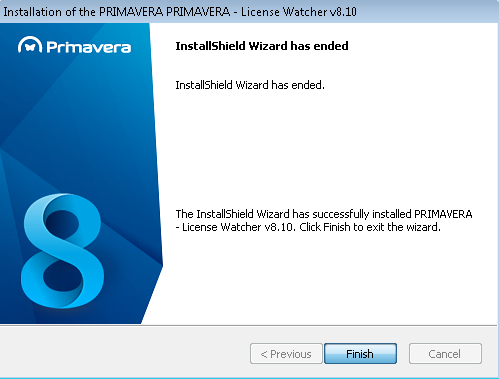 Installation of the PRIMAVERA PRIMAVERA - License Watcher v8.10
Primavera
InstallShield Wizard has ended
InstallShield Wizard has ended.
8
The InstallShield Wizard has successfully installed PRIMAVERA
- License Watcher v8.10. Click Finish to exit the wizard.
< Previous
Finish
Cancel